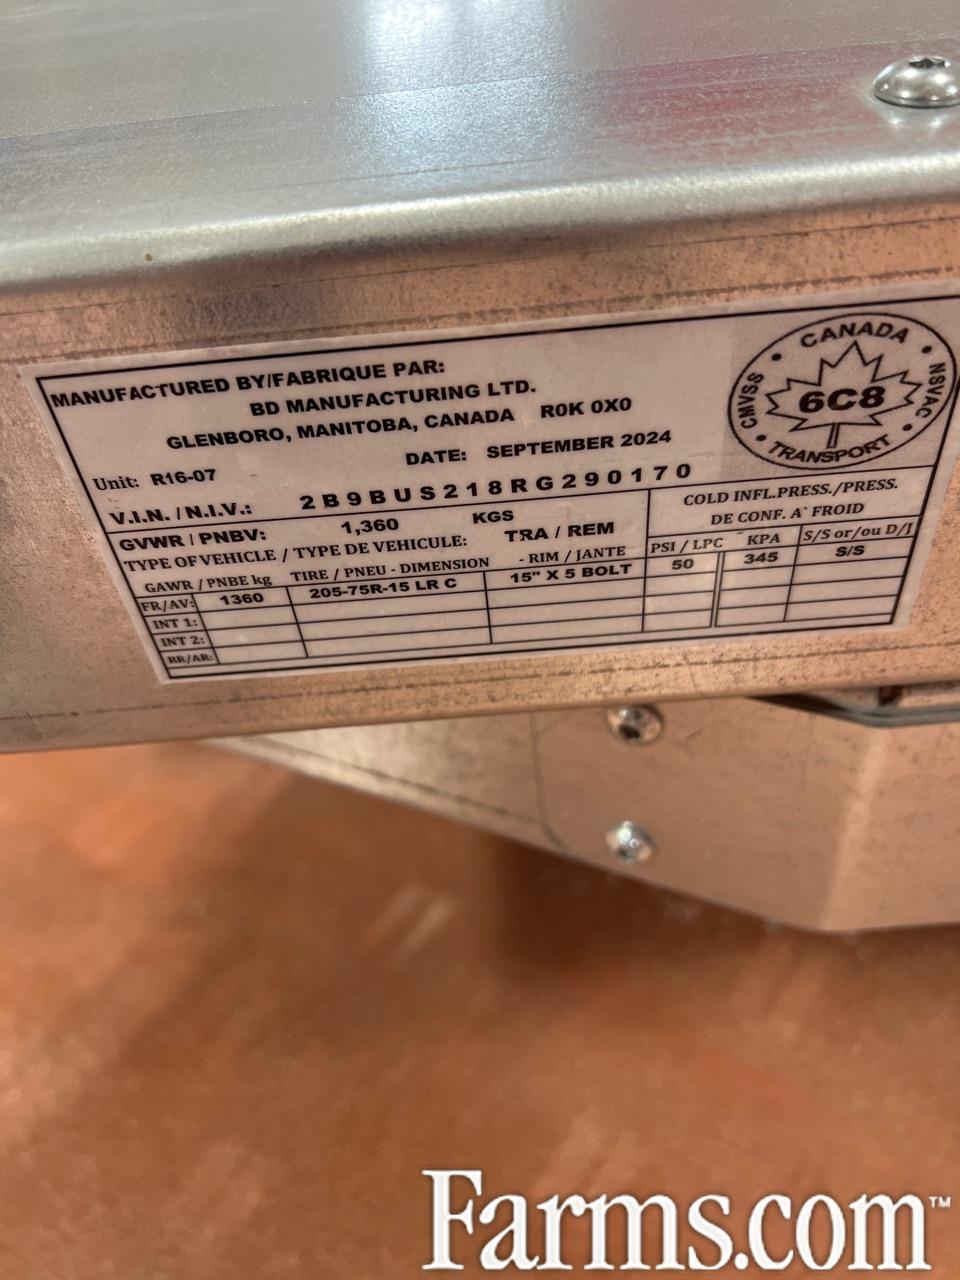 MANUFACTURED BY/FABRIQUE PAR:
BD MANUFACTURING LTD.
GLENBORO, MANITOBA, CANADA R0K 0X0
DATE: SEPTEMBER 2024
Unit: R16-07
V.I.N. / N.I.V.: 2B9BUS218RG290170
GVWR / PNBV: 1,360 KGS
TYPE OF VEHICLE / TYPE DE VEHICULE: TRA / REM
CANADA
CMVSS 6C8 NSVAC
TRANSPORT
COLD INFL.PRESS./PRESS.
DE CONF. A` FROID
GAWR / PNBE kg TIRE / PNEU - DIMENSION - RIM / JANTE PSI / LPC KPA S/S or/ou D/J
FR/AV: 1360 205-75R-15 LR C 15" X 5 BOLT 50 345 S/S
INT 1:
INT 2:
RR/AR:
Farms.com™